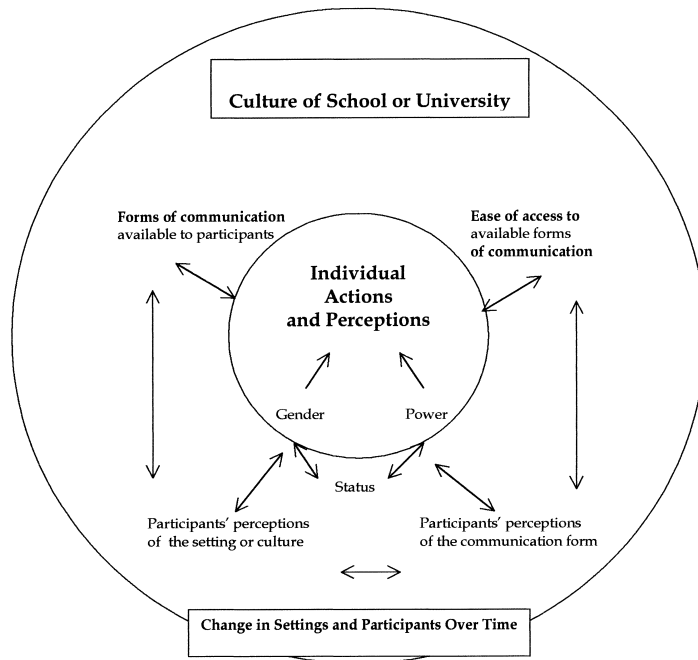 Culture of School or University
Forms of communication
available to participants
Ease of access to
available forms
of communication
Individual
Actions
and Perceptions
Gender
Power
Status
Participants' perceptions
of the setting or culture
Participants' perceptions
of the communication form
Change in Settings and Participants Over Time